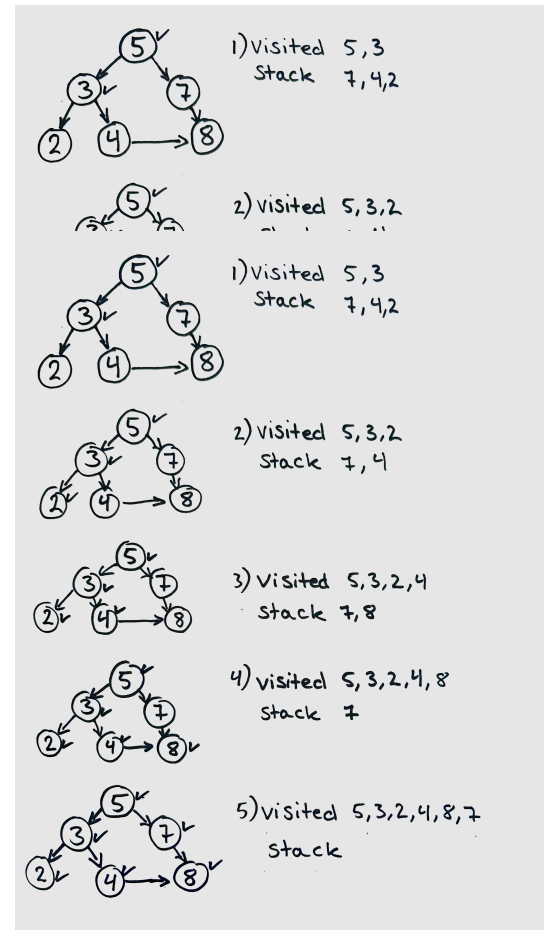 5
3 7
2 4 8
1) Visited 5,3
Stack 7,4,2
5
2) Visited 5,3,2
5
3 7
2 4 8
1) Visited 5,3
Stack 7,4,2
5
3 7
2 4 8
2) Visited 5,3,2
Stack 7,4
5
3 7
2 4 8
3) Visited 5,3,2,4
Stack 7,8
5
3 7
2 4 8
4) Visited 5,3,2,4,8
Stack 7
5
3 7
2 4 8
5) Visited 5,3,2,4,8,7
Stack